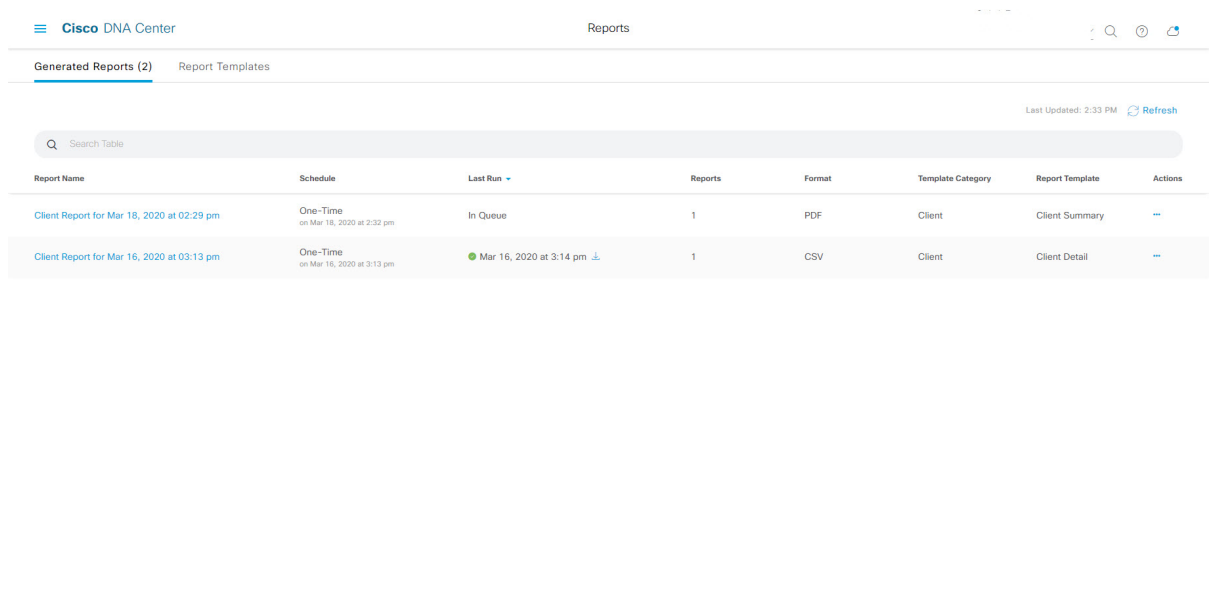 Cisco DNA Center
Reports
Generated Reports (2) Report Templates
Last Updated: 2:33 PM Refresh
Search Table
Report Name Schedule Last Run Reports Format Template Category Report Template Actions
Client Report for Mar 18, 2020 at 02:29 pm One-Time In Queue 1 PDF Client Client Summary
on Mar 18, 2020 at 2:32 pm
Client Report for Mar 16, 2020 at 03:13 pm One-Time Mar 16, 2020 at 3:14 pm 1 CSV Client Client Detail
on Mar 16, 2020 at 3:13 pm